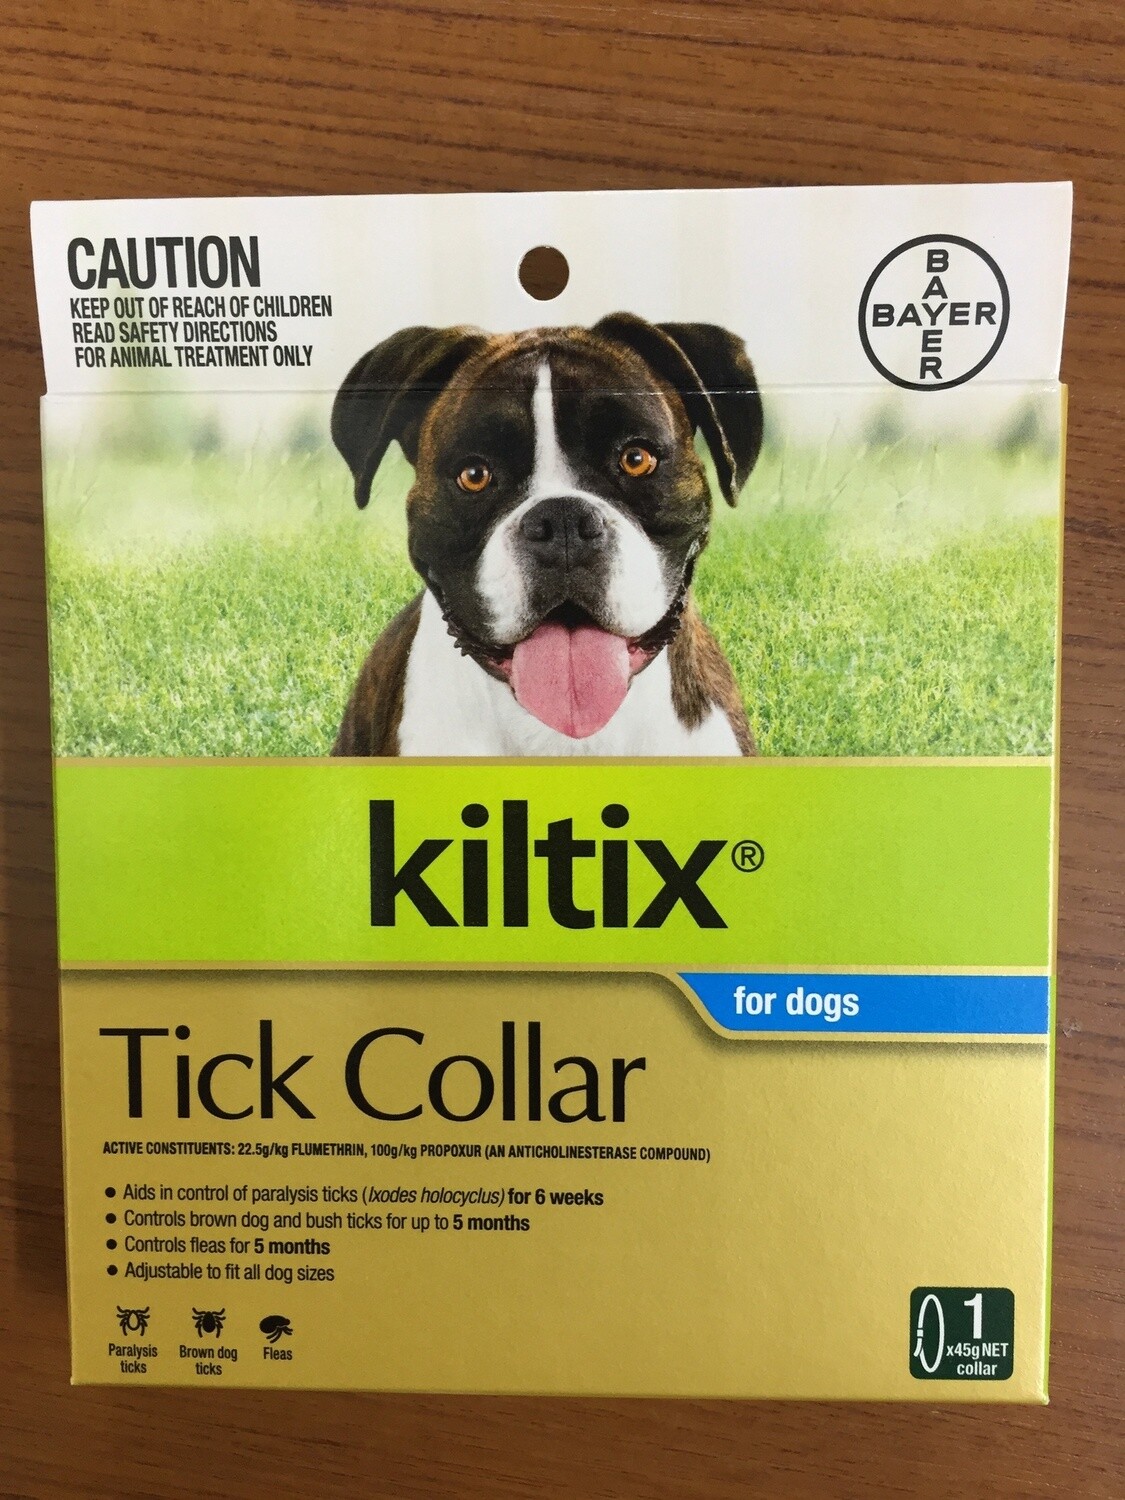 CAUTION
KEEP OUT OF REACH OF CHILDREN
READ SAFETY DIRECTIONS
FOR ANIMAL TREATMENT ONLY
BAYER
BAYER
kiltix®
for dogs
Tick Collar
ACTIVE CONSTITUENTS: 22.5g/kg FLUMETHRIN, 100g/kg PROPOXUR (AN ANTICHOLINESTERASE COMPOUND)
• Aids in control of paralysis ticks (Ixodes holocyclus) for 6 weeks
• Controls brown dog and bush ticks for up to 5 months
• Controls fleas for 5 months
• Adjustable to fit all dog sizes
Paralysis
ticks
Brown dog
ticks
Fleas
1
x45g NET
collar